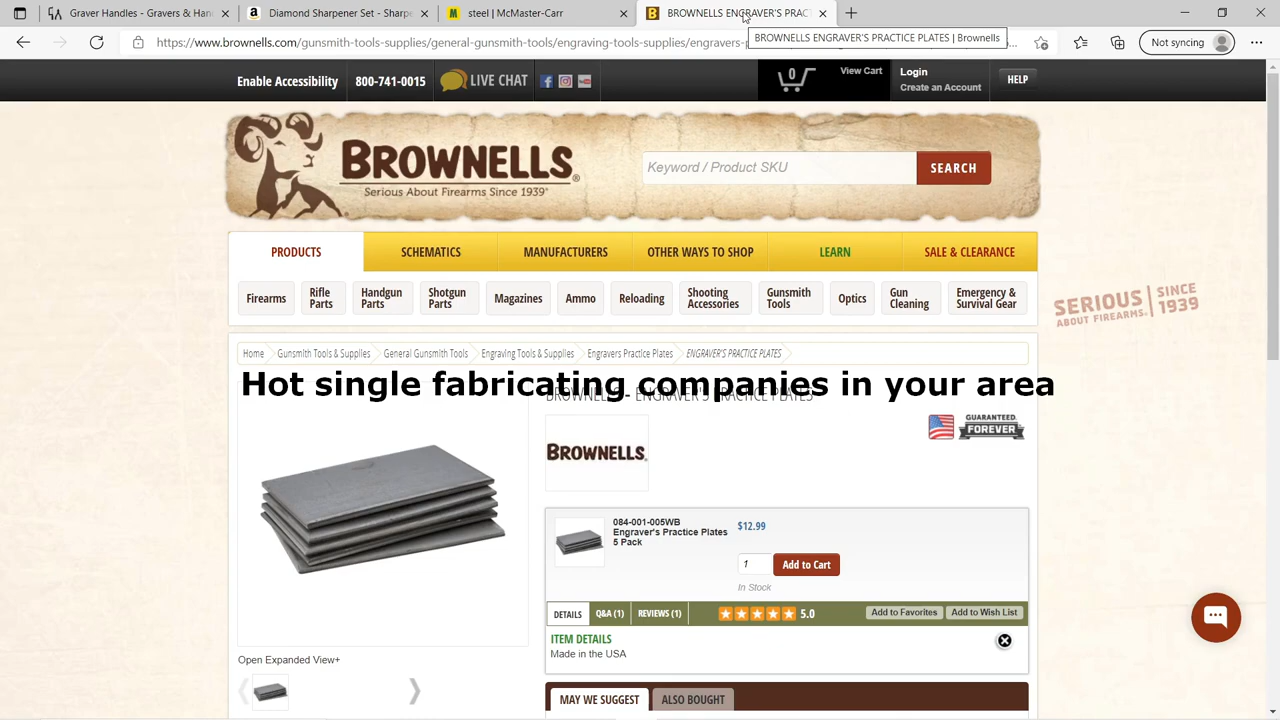 Graver Handles - Gravers & Hand
Diamond Sharpener Set - Sharpe
steel | McMaster-Carr
BROWNELLS ENGRAVER'S PRACT
https://www.brownells.com/gunsmith-tools-supplies/general-gunsmith-tools/engraving-tools-supplies/engravers-p
BROWNELLS ENGRAVER'S PRACTICE PLATES | Brownells
Not syncing
Enable Accessibility
800-741-0015
LIVE CHAT
0
View Cart
Login
Create an Account
HELP
BROWNELLS®
SERIOUS ABOUT FIREARMS SINCE 1939®
Keyword / Product SKU
SEARCH
PRODUCTS
SCHEMATICS
MANUFACTURERS
OTHER WAYS TO SHOP
LEARN
SALE & CLEARANCE
Firearms
Rifle
Parts
Handgun
Parts
Shotgun
Parts
Magazines
Ammo
Reloading
Shooting
Accessories
Gunsmith
Tools
Optics
Gun
Cleaning
Emergency &
Survival Gear
SERIOUS SINCE
ABOUT FIREARMS. 1939
Home
Gunsmith Tools & Supplies
General Gunsmith Tools
Engraving Tools & Supplies
Engravers Practice Plates
ENGRAVER'S PRACTICE PLATES
Hot single fabricating companies in your area
BROWNELLS - ENGRAVER'S PRACTICE PLATES
BROWNELLS.
GUARANTEED.
FOREVER
084-001-005WB
Engraver's Practice Plates
5 Pack
$12.99
1
Add to Cart
In Stock
DETAILS
Q&A (1)
REVIEWS (1)
5.0
Add to Favorites
Add to Wish List
ITEM DETAILS
Made in the USA
Open Expanded View+
MAY WE SUGGEST
ALSO BOUGHT